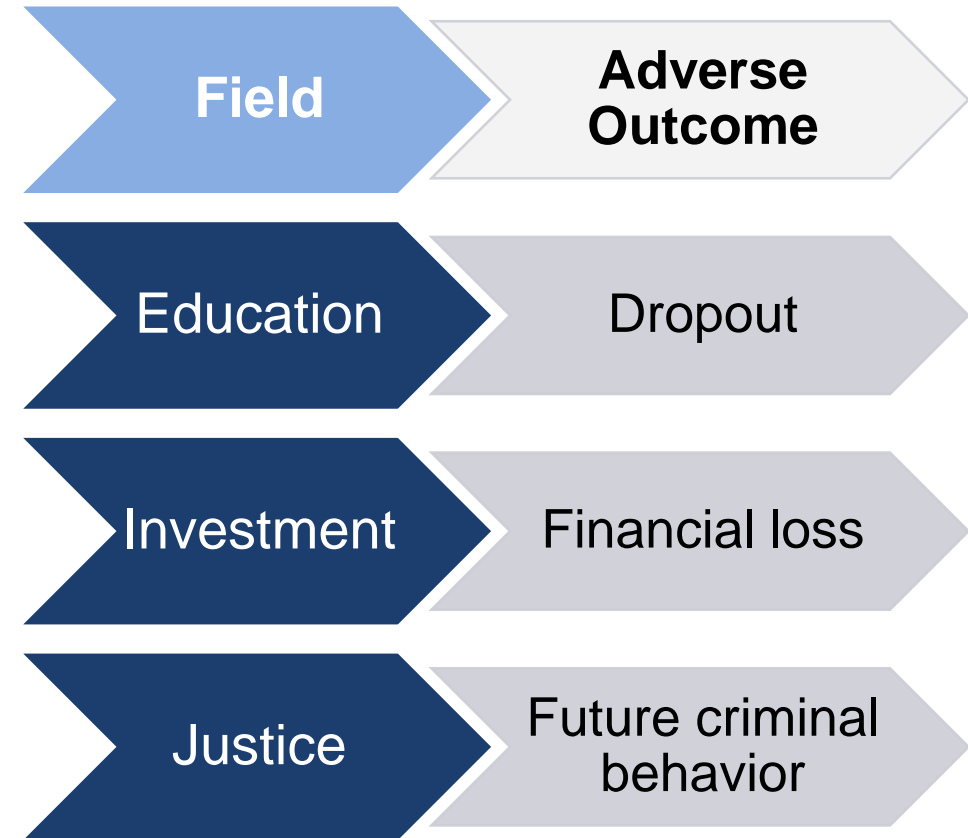 Field
Adverse
Outcome
Education
Dropout
Investment
Financial loss
Justice
Future criminal
behavior